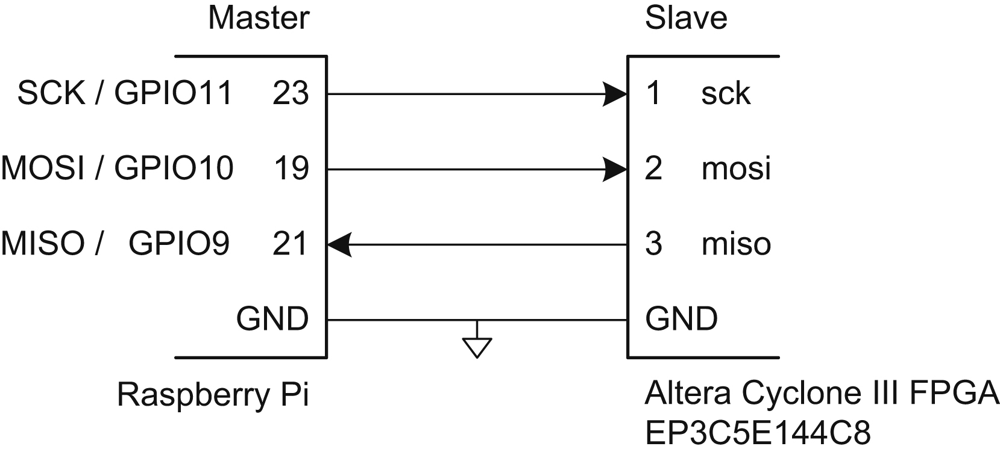 Master Slave
SCK / GPIO11 23 1 sck
MOSI / GPIO10 19 2 mosi
MISO / GPIO9 21 3 miso
GND GND
Raspberry Pi Altera Cyclone III FPGA
EP3C5E144C8